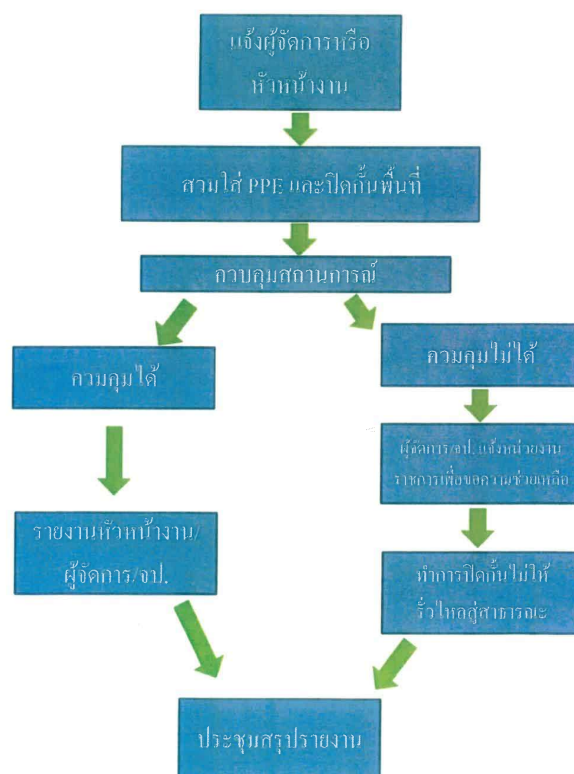 แจ้งผู้จัดการหรือ
หัวหน้างาน
สวมใส่ PPE และปิดกั้นพื้นที่
ควบคุมสถานการณ์
ควมคุมได้
ควมคุมไม่ได้
ผู้จัดการ/จป. แจ้งหน่วยงาน
ราชการเพื่อขอความช่วยเหลือ
รายงานหัวหน้างาน/
ผู้จัดการ/จป.
ทำการปิดกั้นไม่ให้
รั่วไหลสู่สาธารณะ
ประชุมสรุปรายงาน